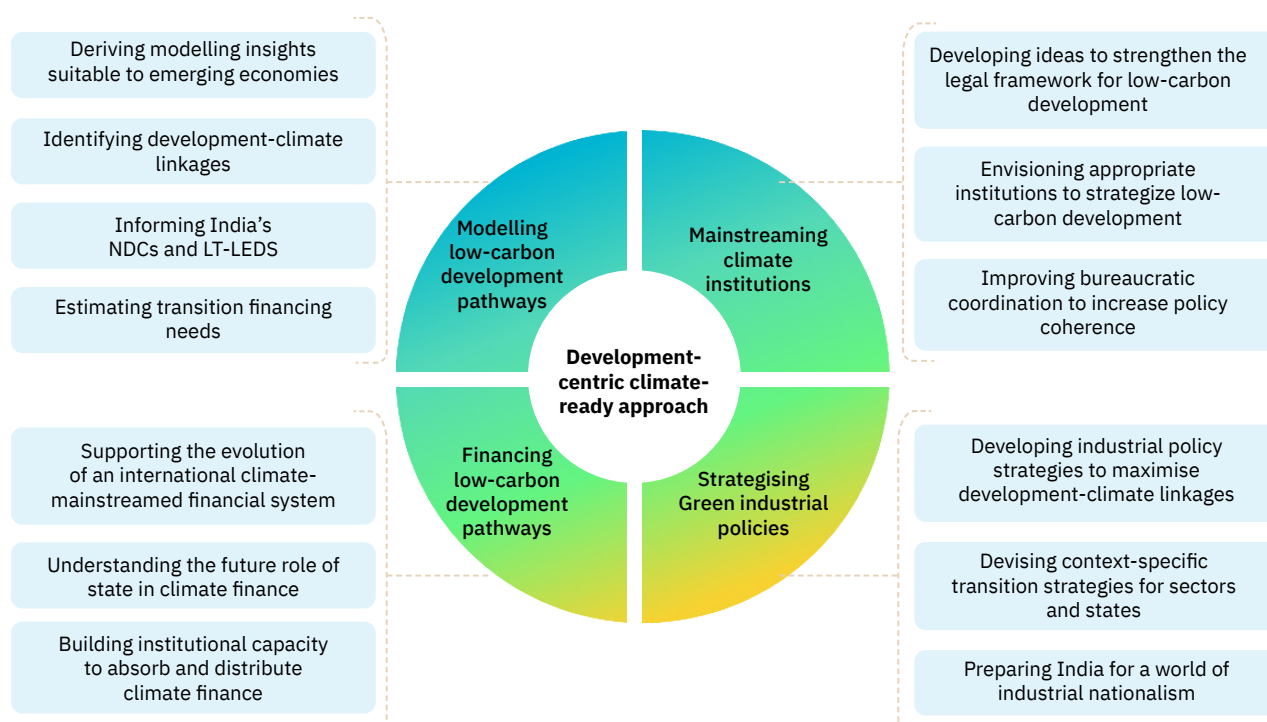 Deriving modelling insights
suitable to emerging economies
Identifying development-climate
linkages
Informing India’s
NDCs and LT-LEDS
Estimating transition financing
needs
Modelling
low-carbon
development
pathways
Mainstreaming
climate
institutions
Developing ideas to strengthen the
legal framework for low-carbon
development
Envisioning appropriate
institutions to strategize low-
carbon development
Improving bureaucratic
coordination to increase policy
coherence
Development-
centric climate-
ready approach
Supporting the evolution
of an international climate-
mainstreamed financial system
Understanding the future role of
state in climate finance
Building institutional capacity
to absorb and distribute
climate finance
Financing
low-carbon
development
pathways
Strategising
Green industrial
policies
Developing industrial policy
strategies to maximise
development-climate linkages
Devising context-specific
transition strategies for sectors
and states
Preparing India for a world of
industrial nationalism